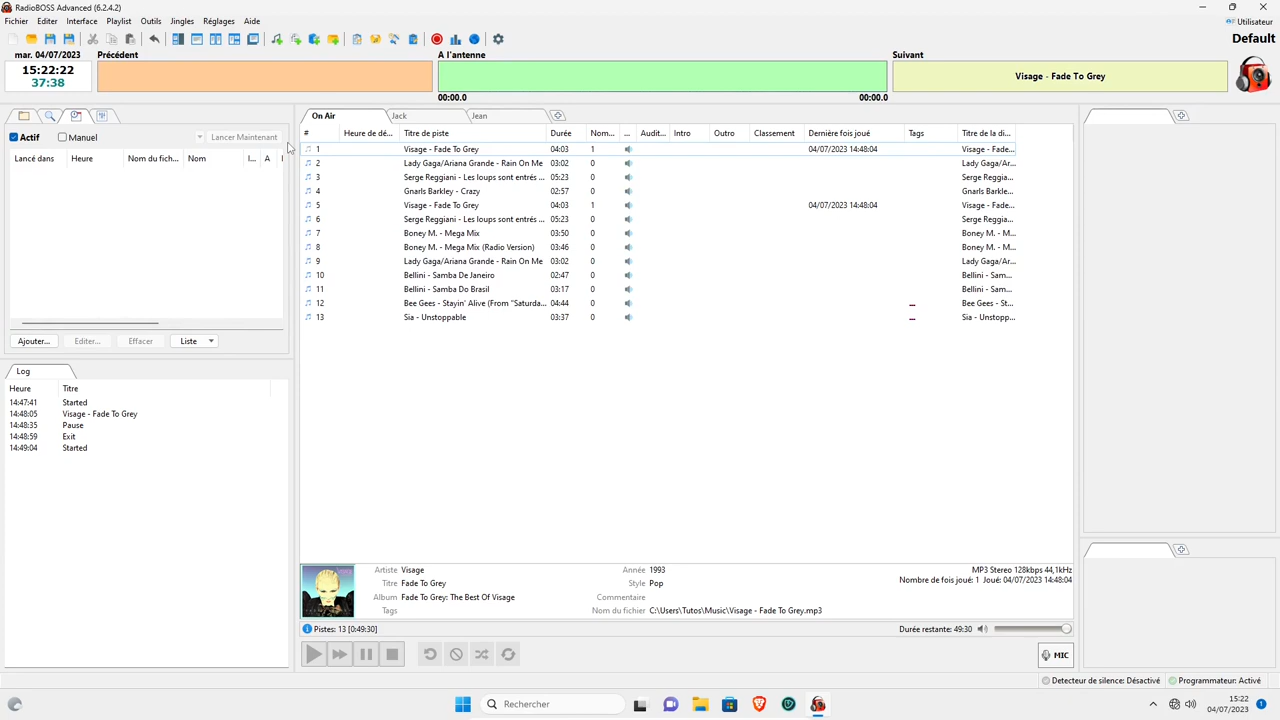 RadioBOSS Advanced (6.2.4.2)
Fichier Editer Interface Playlist Outils Jingles Réglages Aide
Utilisateur
Default
mar. 04/07/2023 Précédent A l'antenne Suivant
15:22:22
37:38
Visage - Fade To Grey
00:00.0 00:00.0
On Air Jack Jean
Actif Manuel Lancer Maintenant
# Heure de dé... Titre de piste Durée Nom... ... Audit... Intro Outro Classement Dernière fois joué Tags Titre de la di...
Lancé dans Heure Nom du fich... Nom I... A
1 Visage - Fade To Grey 04:03 1 04/07/2023 14:48:04 Visage - Fade...
2 Lady Gaga/Ariana Grande - Rain On Me 03:02 0 Lady Gaga/Ar...
3 Serge Reggiani - Les loups sont entrés ... 05:23 0 Serge Reggia...
4 Gnarls Barkley - Crazy 02:57 0 Gnarls Barkle...
5 Visage - Fade To Grey 04:03 1 04/07/2023 14:48:04 Visage - Fade...
6 Serge Reggiani - Les loups sont entrés ... 05:23 0 Serge Reggia...
7 Boney M. - Mega Mix 03:50 0 Boney M. - M...
8 Boney M. - Mega Mix (Radio Version) 03:46 0 Boney M. - M...
9 Lady Gaga/Ariana Grande - Rain On Me 03:02 0 Lady Gaga/Ar...
10 Bellini - Samba De Janeiro 02:47 0 Bellini - Sam...
11 Bellini - Samba Do Brasil 03:17 0 Bellini - Sam...
12 Bee Gees - Stayin' Alive (From "Saturda... 04:44 0 Bee Gees - St...
13 Sia - Unstoppable 03:37 0 Sia - Unstopp...
Ajouter... Editer... Effacer Liste
Log
Heure Titre
14:47:41 Started
14:48:05 Visage - Fade To Grey
14:48:35 Pause
14:48:59 Exit
14:49:04 Started
Artiste Visage Année 1993 MP3 Stereo 128kbps 44,1kHz
Titre Fade To Grey Style Pop Nombre de fois joué: 1 Joué: 04/07/2023 14:48:04
Album Fade To Grey: The Best Of Visage Commentaire
Tags Nom du fichier C:\Users\Tutos\Music\Visage - Fade To Grey.mp3
Pistes: 13 [0:49:30] Durée restante: 49:30
MIC
Detecteur de silence: Désactivé Programmateur: Activé
Rechercher
15:22
04/07/2023
1